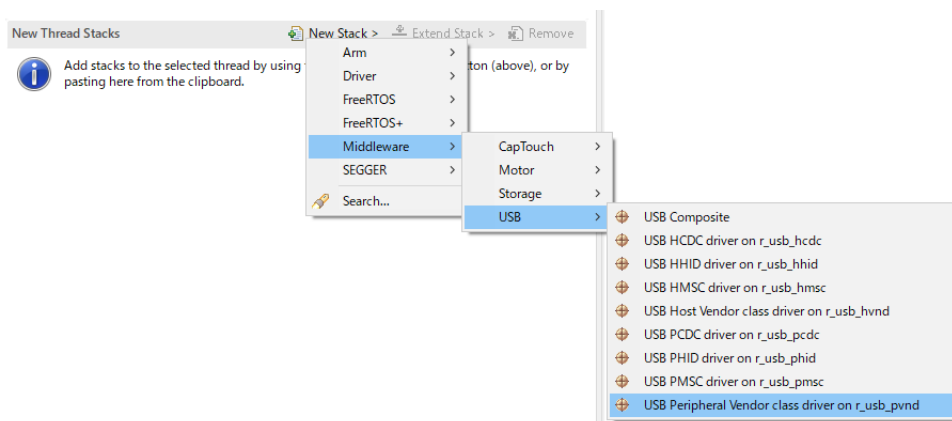 New Thread Stacks
New Stack >
Extend Stack >
Remove
Add stacks to the selected thread by using
tton (above), or by
pasting here from the clipboard.
Arm >
Driver >
FreeRTOS >
FreeRTOS+ >
Middleware >
SEGGER >
Search...
CapTouch >
Motor >
Storage >
USB >
USB Composite
USB HCDC driver on r_usb_hcdc
USB HHID driver on r_usb_hhid
USB HMSC driver on r_usb_hmsc
USB Host Vendor class driver on r_usb_hvnd
USB PCDC driver on r_usb_pcdc
USB PHID driver on r_usb_phid
USB PMSC driver on r_usb_pmsc
USB Peripheral Vendor class driver on r_usb_pvnd